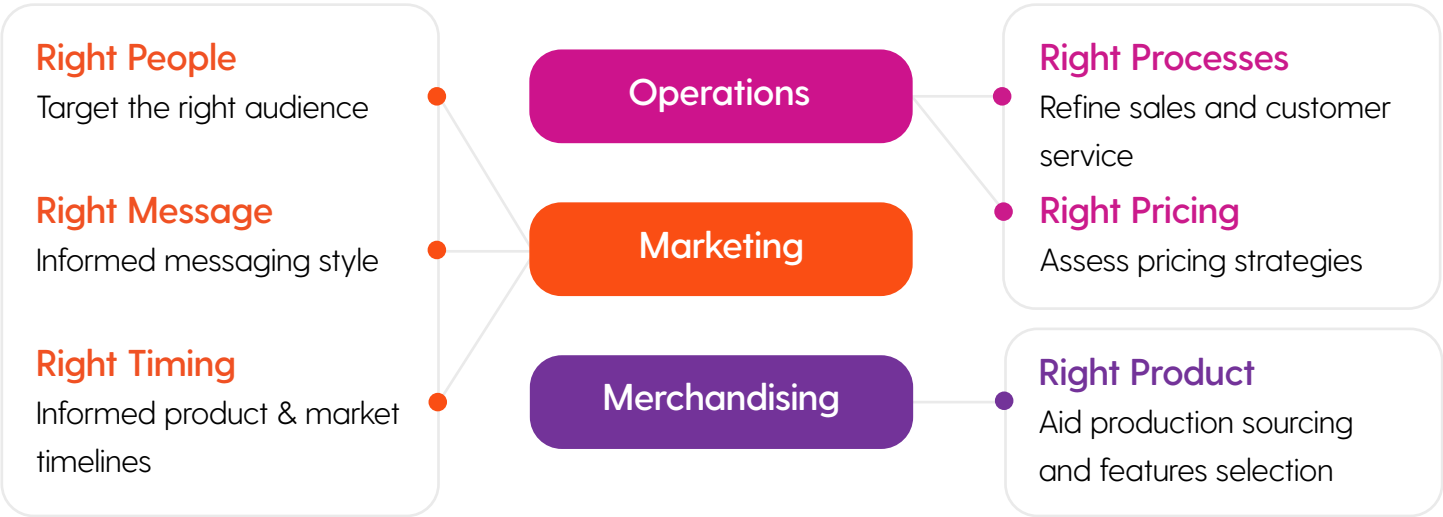 Right People
Target the right audience
Right Message
Informed messaging style
Right Timing
Informed product & market
timelines
Operations
Marketing
Merchandising
Right Processes
Refine sales and customer
service
Right Pricing
Assess pricing strategies
Right Product
Aid production sourcing
and features selection